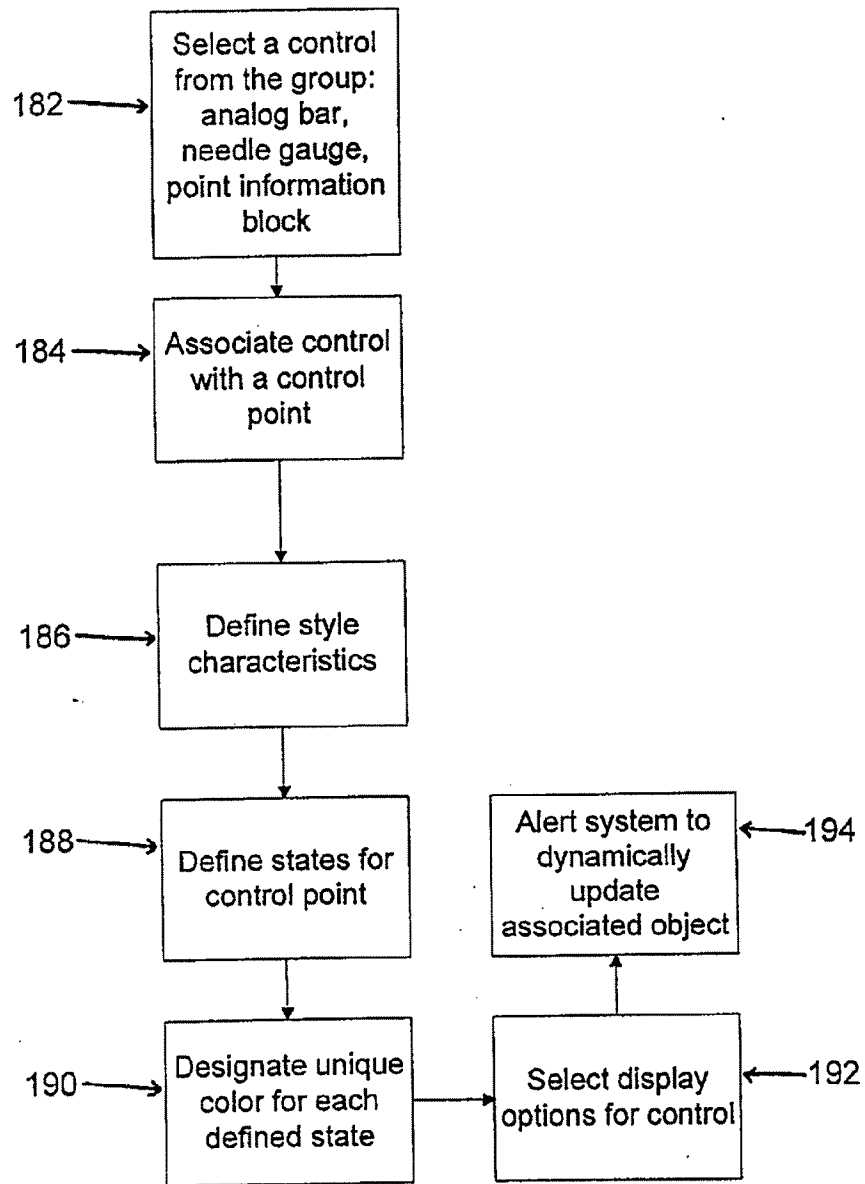 Select a control
from the group:
analog bar,
needle gauge,
point information
block
182
184
Associate control
with a control
point
186
Define style
characteristics
188
Define states for
control point
Alert system to
dynamically
update
associated object
194
190
Designate unique
color for each
defined state
Select display
options for control
192